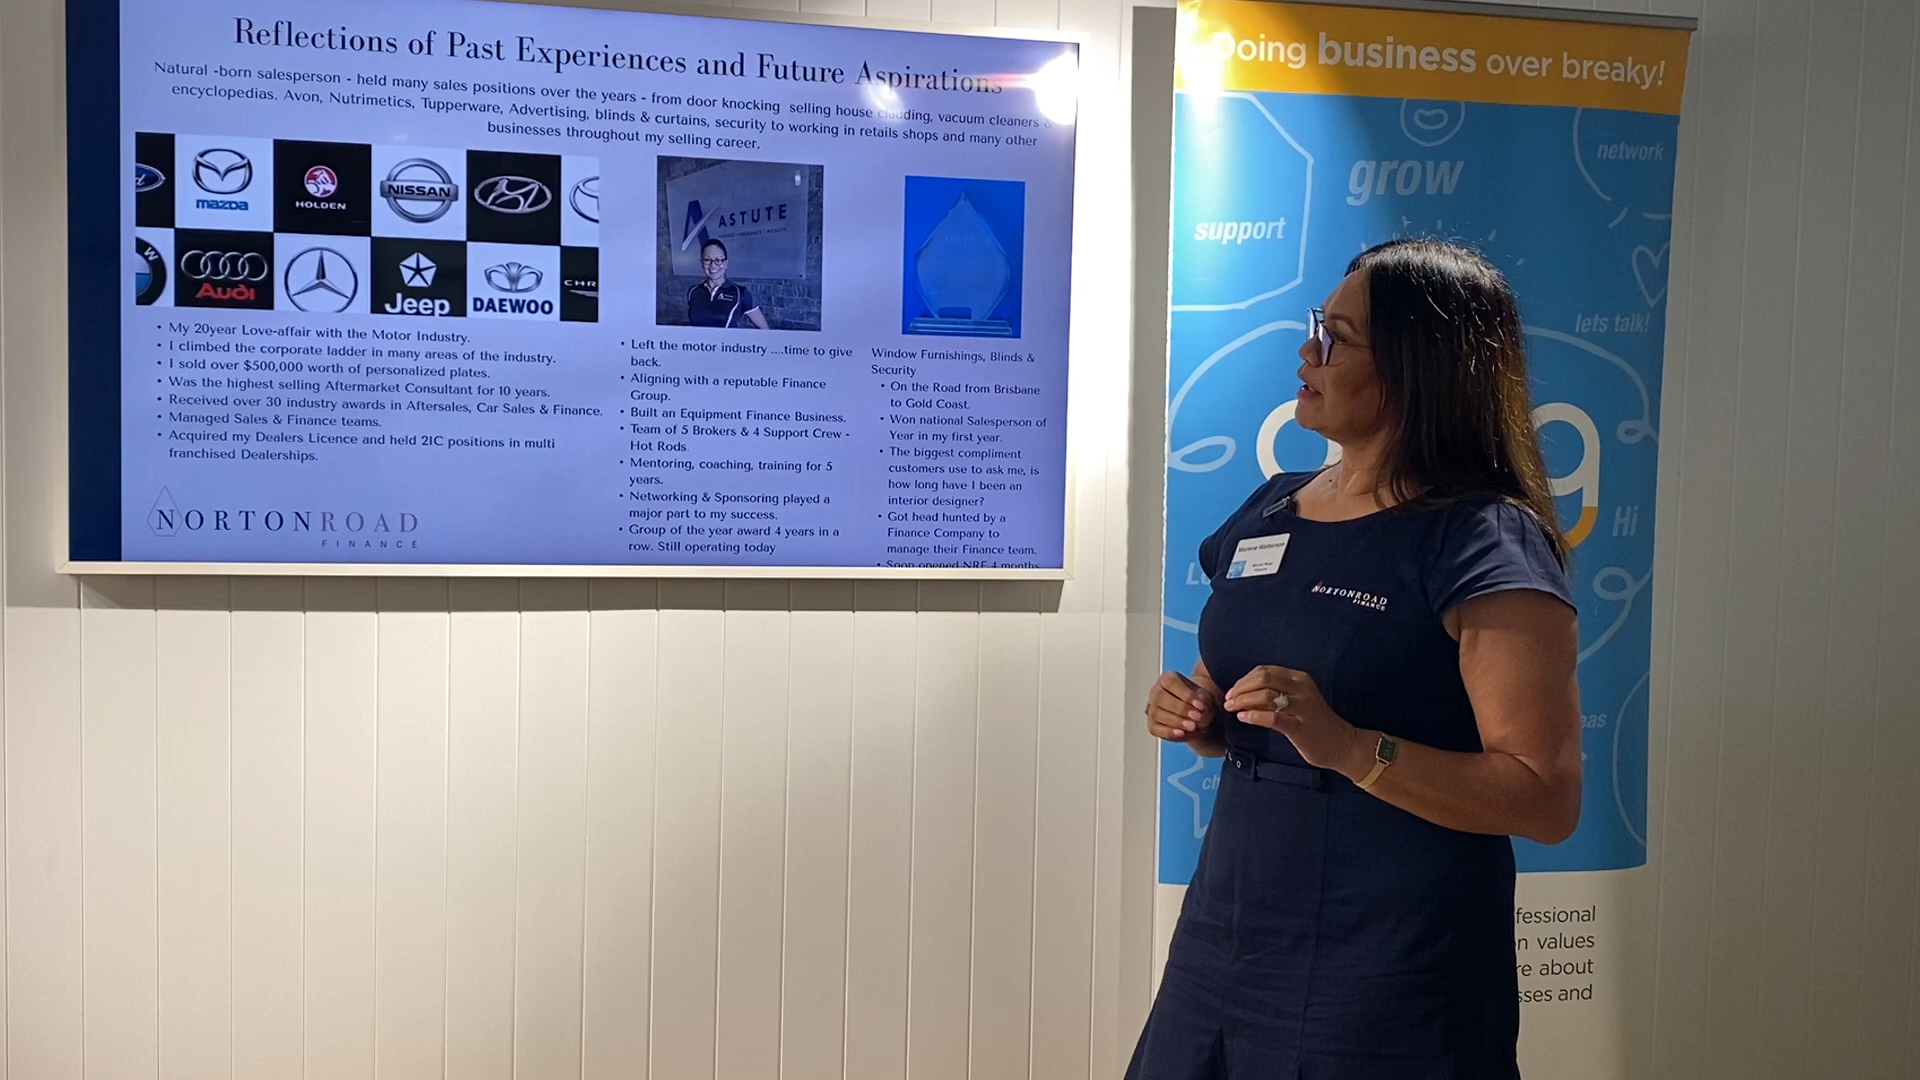 Reflections of Past Experiences and Future Aspirations
Natural -born salesperson - held many sales positions over the years - from door knocking selling house cladding, vacuum cleaners &
encyclopedias. Avon, Nutrimetics, Tupperware, Advertising, blinds & curtains, security to working in retails shops and many other
businesses throughout my selling career.
mazda
HOLDEN
NISSAN
W
Audi
Jeep
DAEWOO
CHR
ASTUTE
• My 20year Love-affair with the Motor Industry.
• I climbed the corporate ladder in many areas of the industry.
• I sold over $500,000 worth of personalized plates.
• Was the highest selling Aftermarket Consultant for 10 years.
• Received over 30 industry awards in Aftersales, Car Sales & Finance.
• Managed Sales & Finance teams.
• Acquired my Dealers Licence and held 2IC positions in multi
franchised Dealerships.
NORTONROAD
FINANCE
• Left the motor industry ....time to give
back.
• Aligning with a reputable Finance
Group.
• Built an Equipment Finance Business.
• Team of 5 Brokers & 4 Support Crew -
Hot Rods.
• Mentoring, coaching, training for 5
years.
• Networking & Sponsoring played a
major part to my success.
• Group of the year award 4 years in a
row. Still operating today
Window Furnishings, Blinds &
Security
• On the Road from Brisbane
to Gold Coast.
• Won national Salesperson of
Year in my first year.
• The biggest compliment
customers use to ask me, is
how long have I been an
interior designer?
• Got head hunted by a
Finance Company to
manage their Finance team.
• Soon opened NRF 4 months
Doing business over breaky!
network
grow
support
lets talk!
Hi
eas
ch
fessional
n values
re about
sses and
NORTONROAD
FINANCE